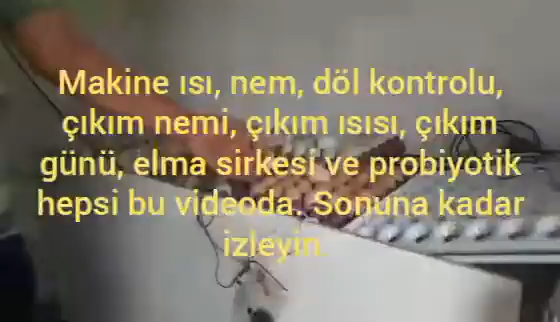 Makine ısı, nem, döl kontrolu,
çıkım nemi, çıkım ısısı, çıkım
günü, elma sirkesi ve probiyotik
hepsi bu videoda. Sonuna kadar
izleyin.